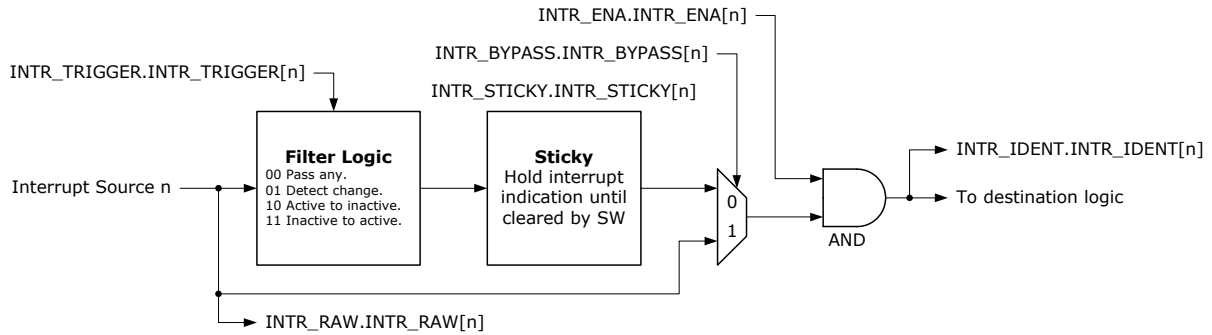 INTR_ENA.INTR_ENA[n]
INTR_BYPASS.INTR_BYPASS[n]
INTR_TRIGGER.INTR_TRIGGER[n]
INTR_STICKY.INTR_STICKY[n]
Filter Logic
00 Pass any.
01 Detect change.
10 Active to inactive.
11 Inactive to active.
Sticky
Hold interrupt
indication until
cleared by SW
INTR_IDENT.INTR_IDENT[n]
Interrupt Source n
0
1
To destination logic
AND
INTR_RAW.INTR_RAW[n]